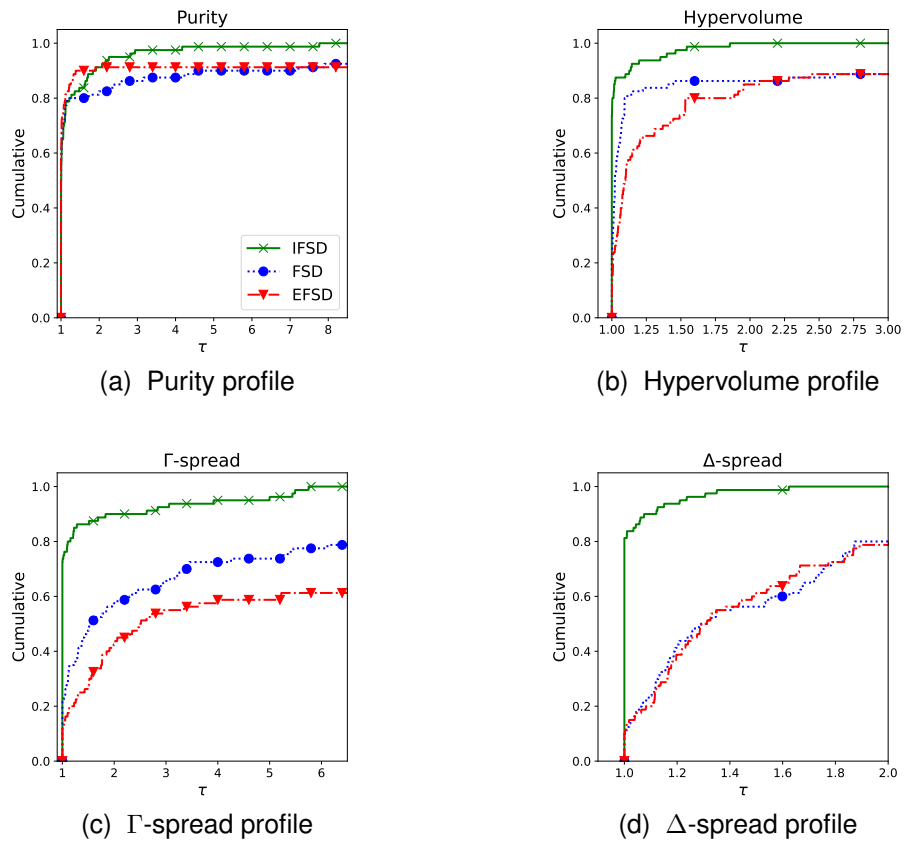 Purity
Cumulative
1.0
0.8
0.6
0.4
0.2
0.0
1 2 3 4 5 6 7 8
τ
IFSD
FSD
EFSD
(a) Purity profile
Hypervolume
Cumulative
1.0
0.8
0.6
0.4
0.2
0.0
1.00 1.25 1.50 1.75 2.00 2.25 2.50 2.75 3.00
τ
(b) Hypervolume profile
Γ-spread
Cumulative
1.0
0.8
0.6
0.4
0.2
0.0
1 2 3 4 5 6
τ
(c) Γ-spread profile
Δ-spread
Cumulative
1.0
0.8
0.6
0.4
0.2
0.0
1.0 1.2 1.4 1.6 1.8 2.0
τ
(d) Δ-spread profile